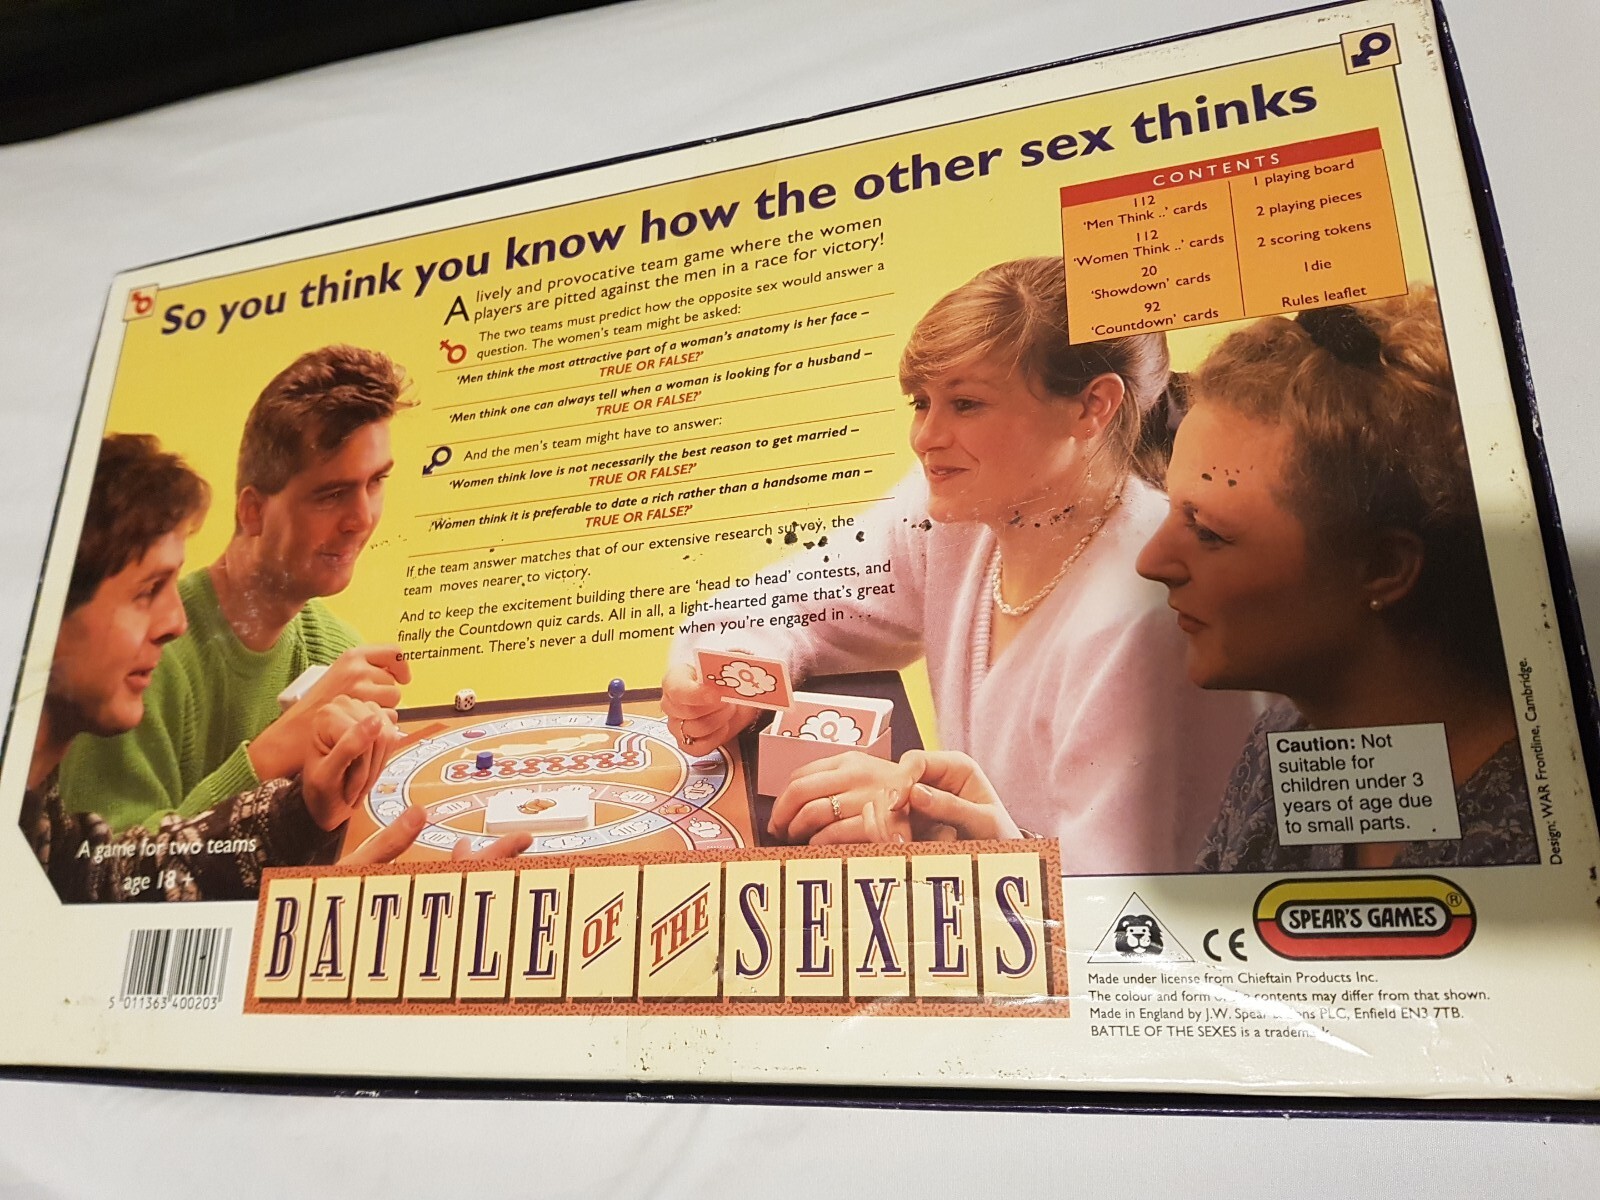 So you think you know how the other sex thinks
A lively and provocative team game where the women
players are pitted against the men in a race for victory!
The two teams must predict how the opposite sex would answer a
question. The women's team might be asked:
'Men think the most attractive part of a woman's anatomy is her face –
TRUE OR FALSE?'
'Men think one can always tell when a woman is looking for a husband –
TRUE OR FALSE?'
And the men's team might have to answer:
'Women think love is not necessarily the best reason to get married –
TRUE OR FALSE?'
'Women think it is preferable to date a rich rather than a handsome man –
TRUE OR FALSE?'
If the team answer matches that of our extensive research survey, the
team moves nearer to victory.
And to keep the excitement building there are 'head to head' contests, and
finally the Countdown quiz cards. All in all, a light-hearted game that's great
entertainment. There's never a dull moment when you're engaged in . . .
CONTENTS
112
'Men Think ..' cards
112
'Women Think ..' cards
20
'Showdown' cards
92
'Countdown' cards
1 playing board
2 playing pieces
2 scoring tokens
1 die
Rules leaflet
Caution: Not
suitable for
children under 3
years of age due
to small parts.
Design: WAR Frontline, Cambridge.
A game for two teams
age 18 +
BATTLE OF THE SEXES
5 011363 400203
CE
SPEAR'S GAMES ®
Made under license from Chieftain Products Inc.
The colour and form contents may differ from that shown.
Made in England by J.W. Spear PLC, Enfield EN3 7TB.
BATTLE OF THE SEXES is a